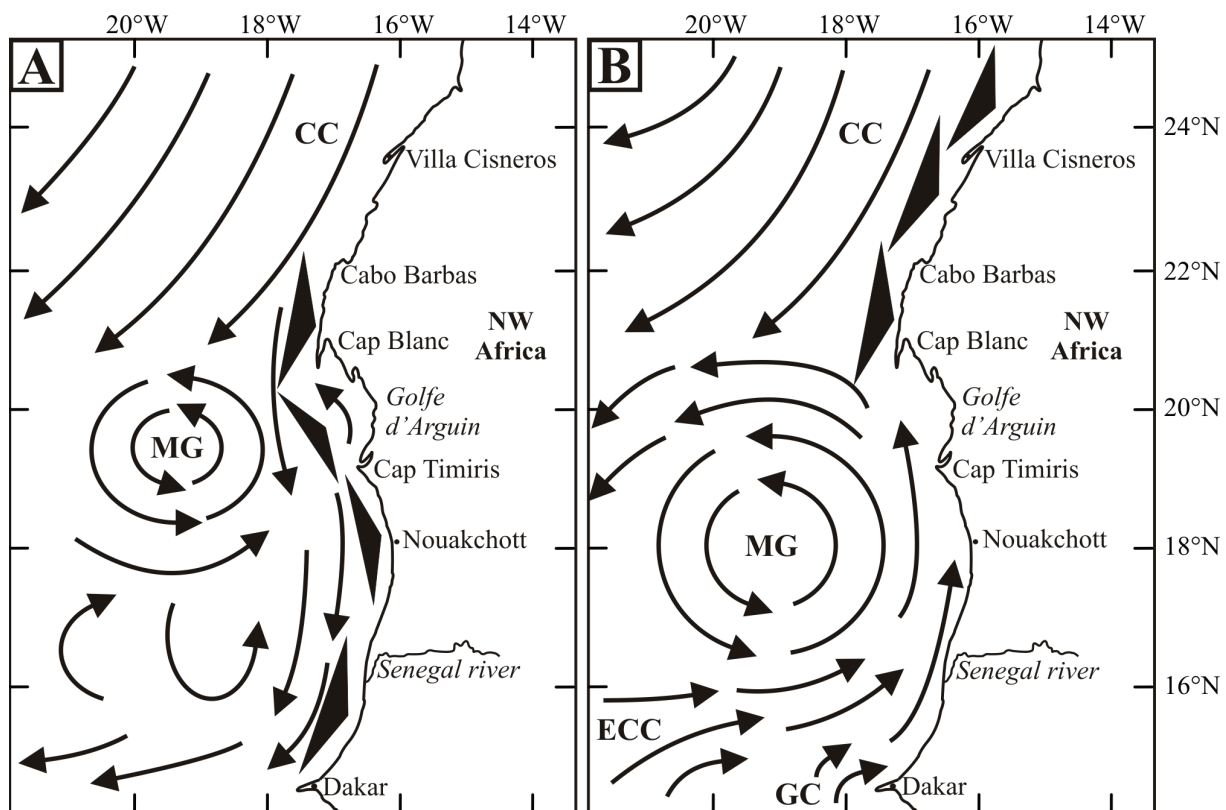 20°W 18°W 16°W 14°W 20°W 18°W 16°W 14°W
A
CC
Villa Cisneros
Cabo Barbas
NW
Africa
Cap Blanc
Golfe
d'Arguin
MG
Cap Timiris
Nouakchott
Senegal river
Dakar
B
CC
24°N
Villa Cisneros
22°N
Cabo Barbas
NW
Africa
Cap Blanc
20°N
Golfe
d'Arguin
Cap Timiris
MG
Nouakchott
18°N
Senegal river
16°N
ECC
GC
Dakar